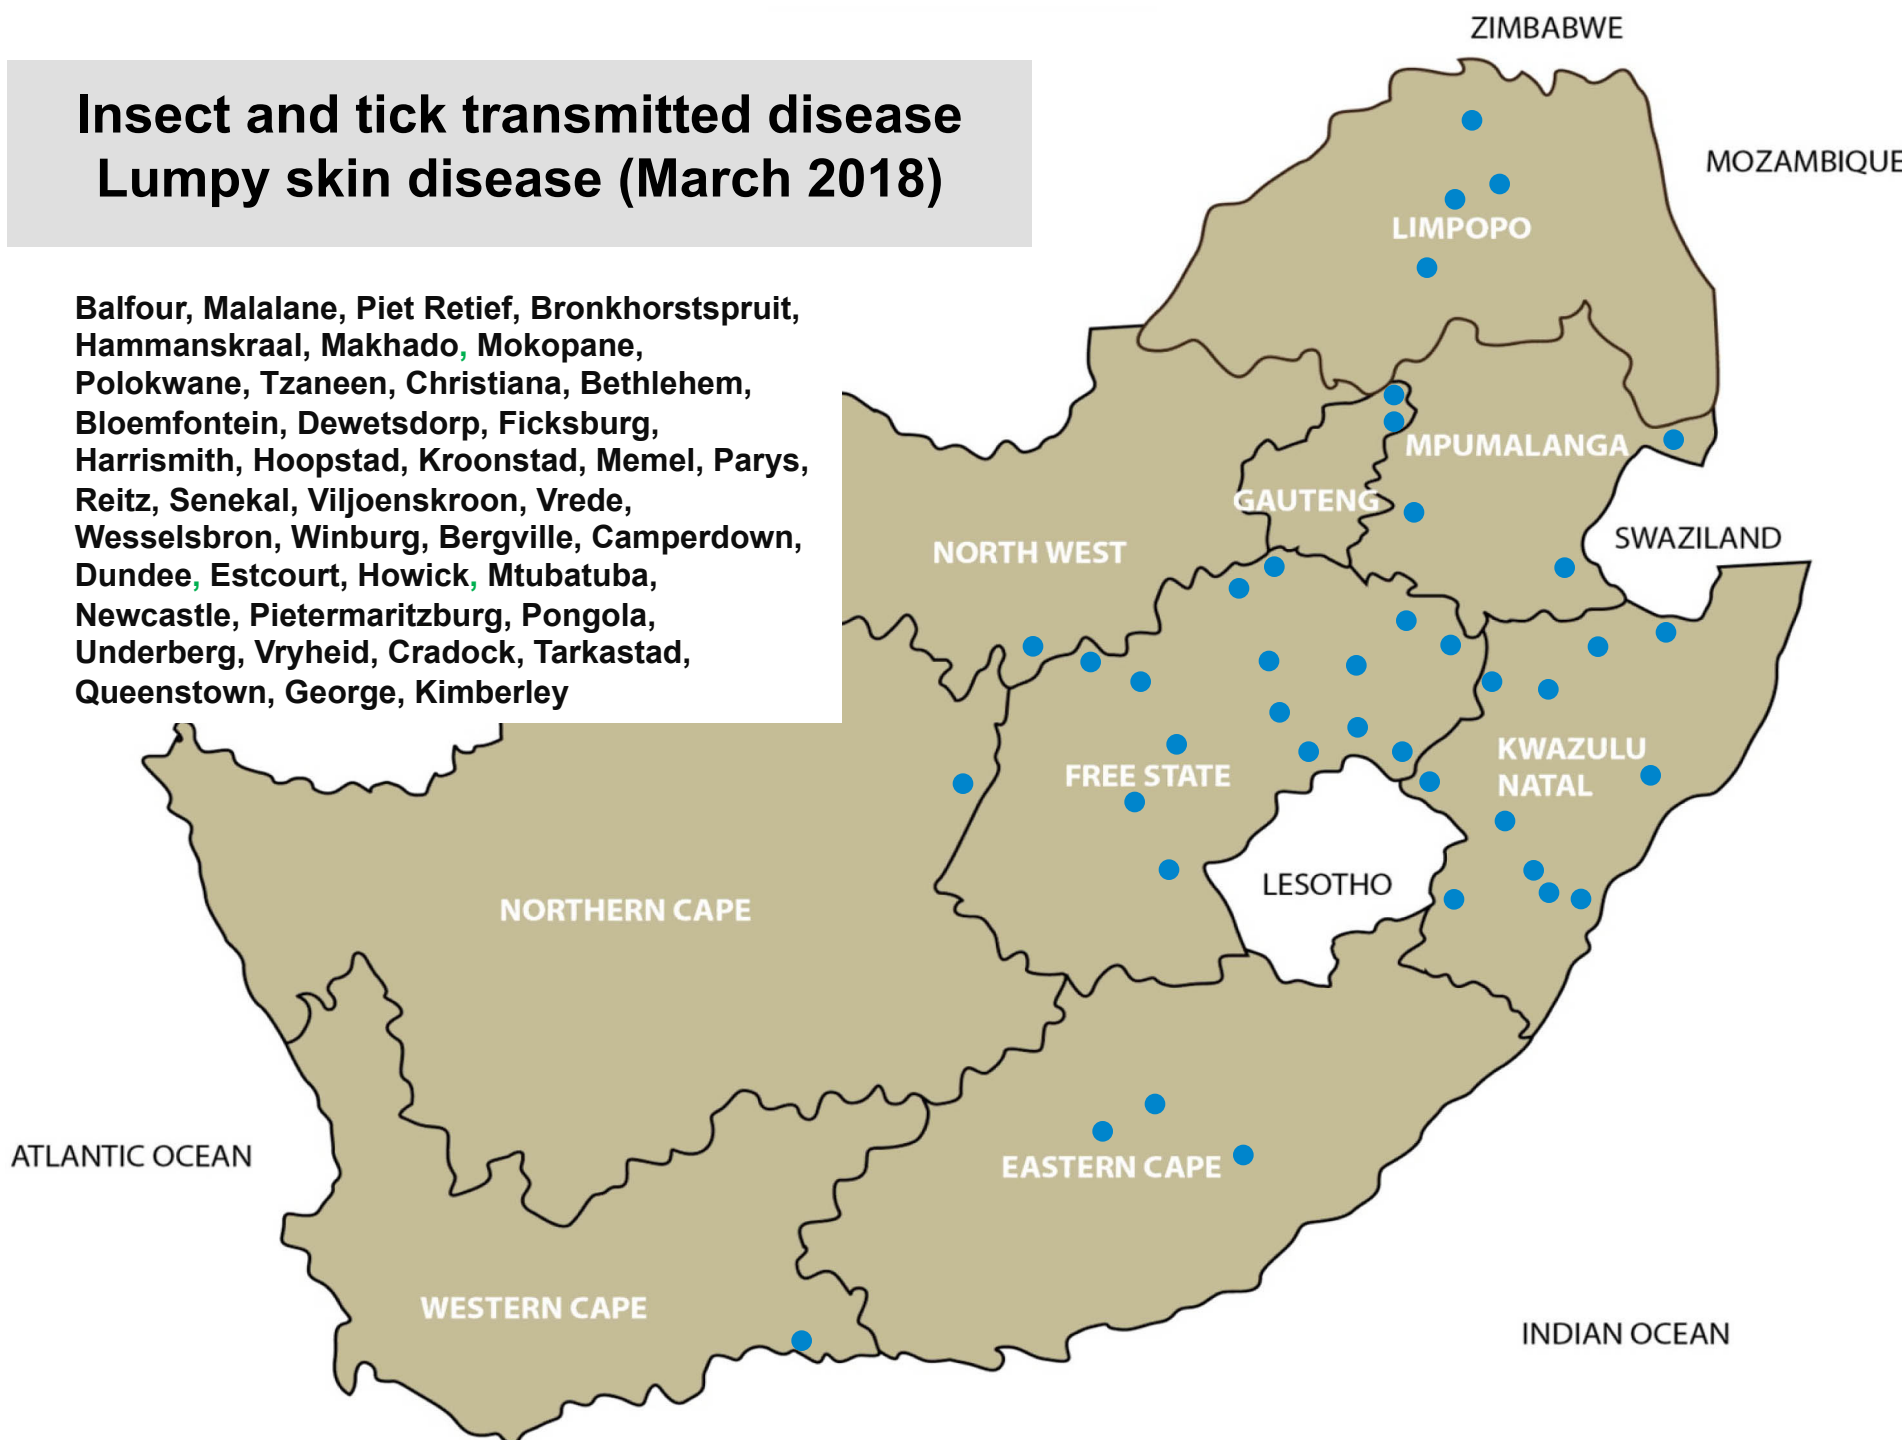 Insect and tick transmitted disease
Lumpy skin disease (March 2018)
Balfour, Malalane, Piet Retief, Bronkhorstspruit,
Hammanskraal, Makhado, Mokopane,
Polokwane, Tzaneen, Christiana, Bethlehem,
Bloemfontein, Dewetsdorp, Ficksburg,
Harrismith, Hoopstad, Kroonstad, Memel, Parys,
Reitz, Senekal, Viljoenskroon, Vrede,
Wesselsbron, Winburg, Bergville, Camperdown,
Dundee, Estcourt, Howick, Mtubatuba,
Newcastle, Pietermaritzburg, Pongola,
Underberg, Vryheid, Cradock, Tarkastad,
Queenstown, George, Kimberley
ZIMBABWE
MOZAMBIQUE
LIMPOPO
MPUMALANGA
GAUTENG
SWAZILAND
NORTH WEST
KWAZULU
NATAL
FREE STATE
LESOTHO
NORTHERN CAPE
ATLANTIC OCEAN
EASTERN CAPE
WESTERN CAPE
INDIAN OCEAN